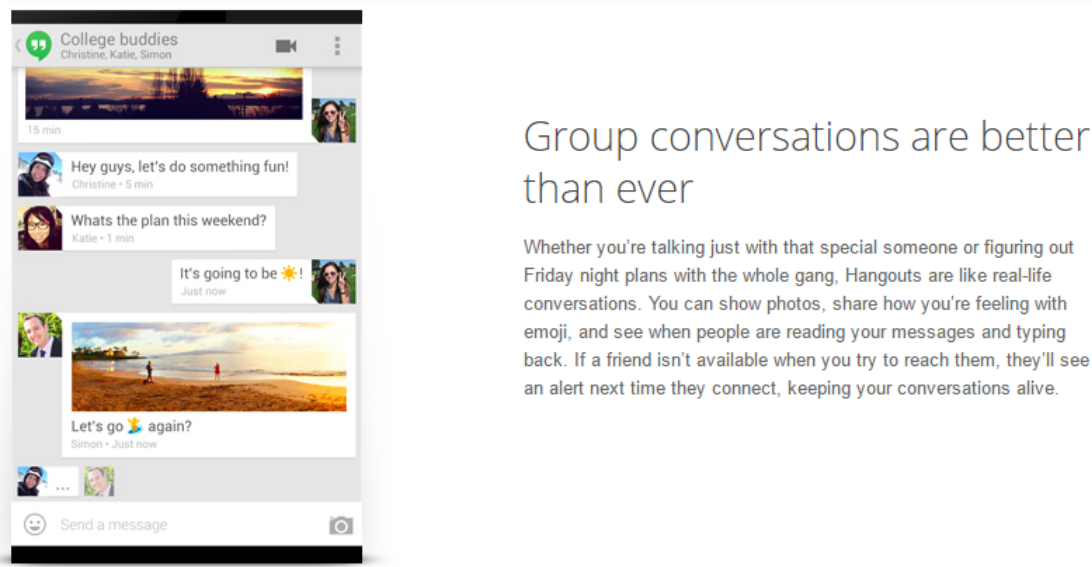 College buddies
Christine, Katie, Simon
15 min
Hey guys, let's do something fun!
Christine • 5 min
Whats the plan this weekend?
Katie • 1 min
It's going to be ☀!
Just now
Let's go 🏄 again?
Simon • Just now
...
Send a message
Group conversations are better
than ever
Whether you're talking just with that special someone or figuring out
Friday night plans with the whole gang, Hangouts are like real-life
conversations. You can show photos, share how you're feeling with
emoji, and see when people are reading your messages and typing
back. If a friend isn't available when you try to reach them, they'll see
an alert next time they connect, keeping your conversations alive.